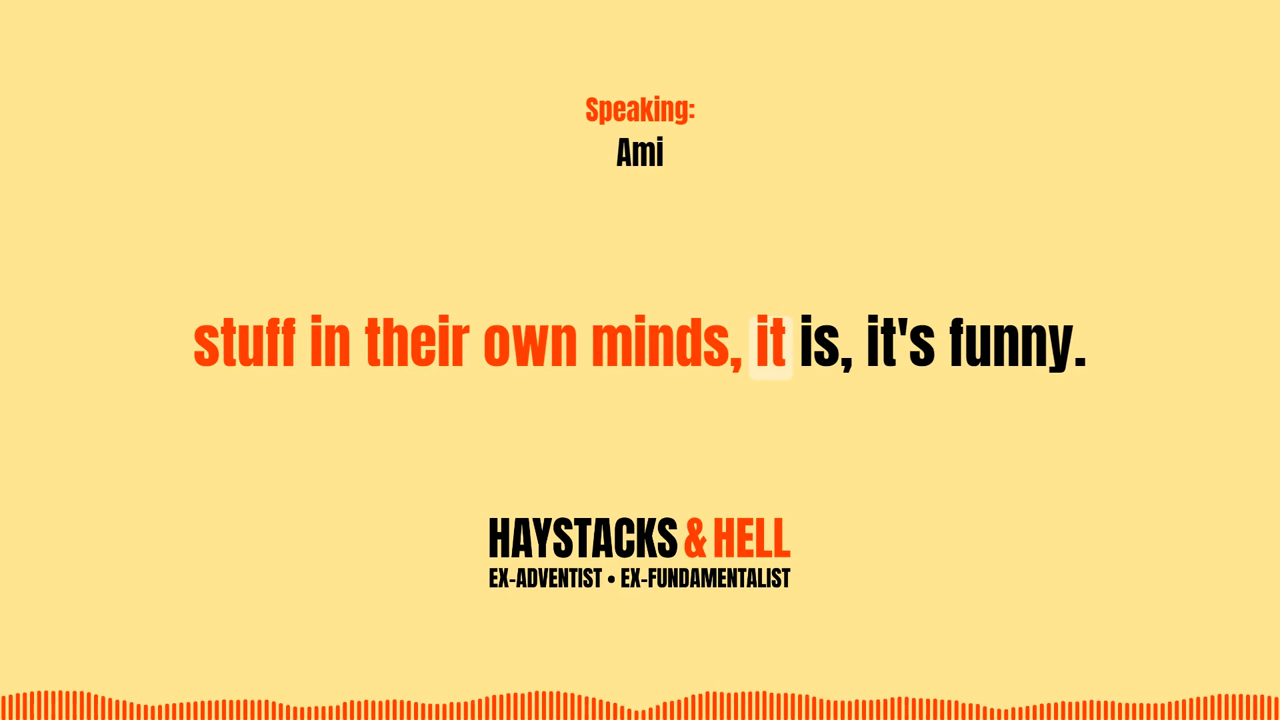 Speaking:
Ami
stuff in their own minds, it is, it's funny.
HAYSTACKS & HELL
EX-ADVENTIST • EX-FUNDAMENTALIST